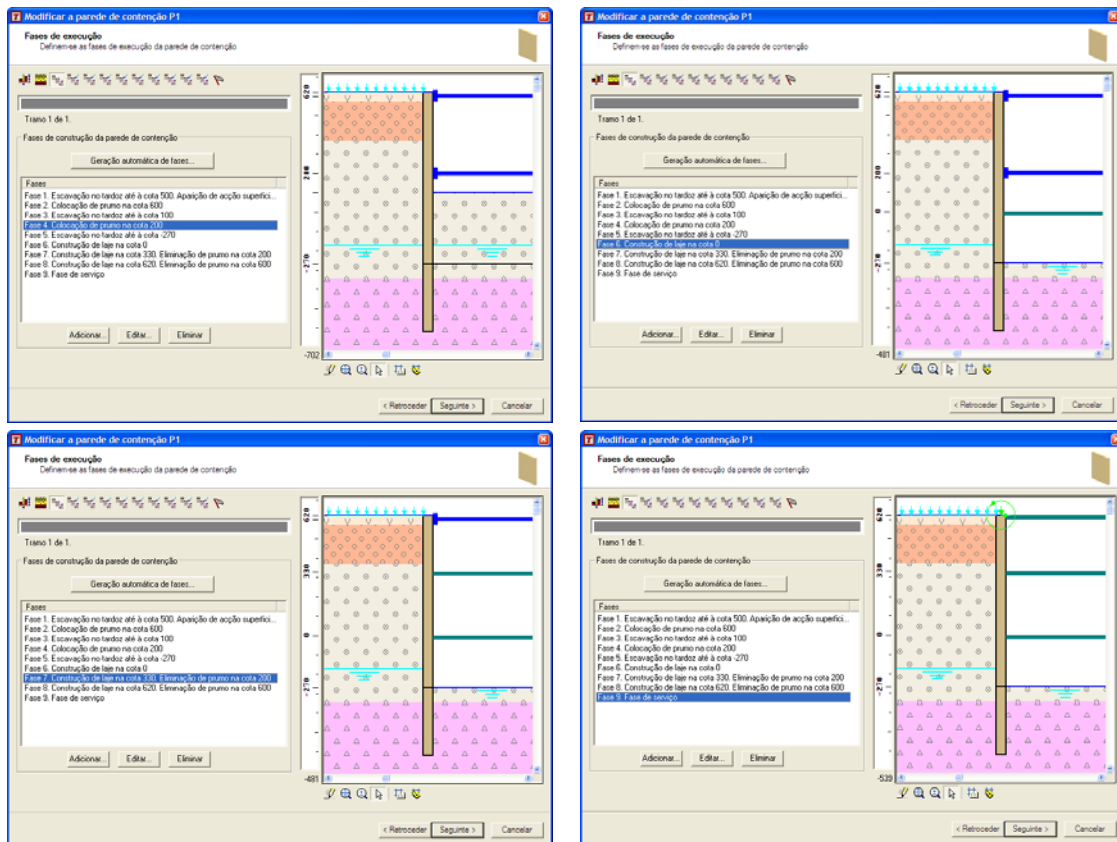 Modificar a parede de contenção P1
Fases de execução
Definem-se as fases de execução da parede de contenção
Tramo 1 de 1.
Fases de construção da parede de contenção
Geração automática de fases...
Fases
Fase 1. Escavação no tardoz até à cota 500. Aparição de acção superfici...
Fase 2. Colocação de prumo na cota 600
Fase 3. Escavação no tardoz até à cota 100
Fase 4. Colocação de prumo na cota 200
Fase 5. Escavação no tardoz até à cota -270
Fase 6. Construção de laje na cota 0
Fase 7. Construção de laje na cota 330. Eliminação de prumo na cota 200
Fase 8. Construção de laje na cota 620. Eliminação de prumo na cota 600
Fase 9. Fase de serviço
Adicionar... Editar... Eliminar
620
200
-270
-702
< Retroceder Seguinte > Cancelar
Modificar a parede de contenção P1
Fases de execução
Definem-se as fases de execução da parede de contenção
Tramo 1 de 1.
Fases de construção da parede de contenção
Geração automática de fases...
Fases
Fase 1. Escavação no tardoz até à cota 500. Aparição de acção superfici...
Fase 2. Colocação de prumo na cota 600
Fase 3. Escavação no tardoz até à cota 100
Fase 4. Colocação de prumo na cota 200
Fase 5. Escavação no tardoz até à cota -270
Fase 6. Construção de laje na cota 0
Fase 7. Construção de laje na cota 330. Eliminação de prumo na cota 200
Fase 8. Construção de laje na cota 620. Eliminação de prumo na cota 600
Fase 9. Fase de serviço
Adicionar... Editar... Eliminar
620
200
0
-270
-481
< Retroceder Seguinte > Cancelar
Modificar a parede de contenção P1
Fases de execução
Definem-se as fases de execução da parede de contenção
Tramo 1 de 1.
Fases de construção da parede de contenção
Geração automática de fases...
Fases
Fase 1. Escavação no tardoz até à cota 500. Aparição de acção superfici...
Fase 2. Colocação de prumo na cota 600
Fase 3. Escavação no tardoz até à cota 100
Fase 4. Colocação de prumo na cota 200
Fase 5. Escavação no tardoz até à cota -270
Fase 6. Construção de laje na cota 0
Fase 7. Construção de laje na cota 330. Eliminação de prumo na cota 200
Fase 8. Construção de laje na cota 620. Eliminação de prumo na cota 600
Fase 9. Fase de serviço
Adicionar... Editar... Eliminar
620
330
0
-270
-481
< Retroceder Seguinte > Cancelar
Modificar a parede de contenção P1
Fases de execução
Definem-se as fases de execução da parede de contenção
Tramo 1 de 1.
Fases de construção da parede de contenção
Geração automática de fases...
Fases
Fase 1. Escavação no tardoz até à cota 500. Aparição de acção superfici...
Fase 2. Colocação de prumo na cota 600
Fase 3. Escavação no tardoz até à cota 100
Fase 4. Colocação de prumo na cota 200
Fase 5. Escavação no tardoz até à cota -270
Fase 6. Construção de laje na cota 0
Fase 7. Construção de laje na cota 330. Eliminação de prumo na cota 200
Fase 8. Construção de laje na cota 620. Eliminação de prumo na cota 600
Fase 9. Fase de serviço
Adicionar... Editar... Eliminar
620
330
0
-270
-539
< Retroceder Seguinte > Cancelar